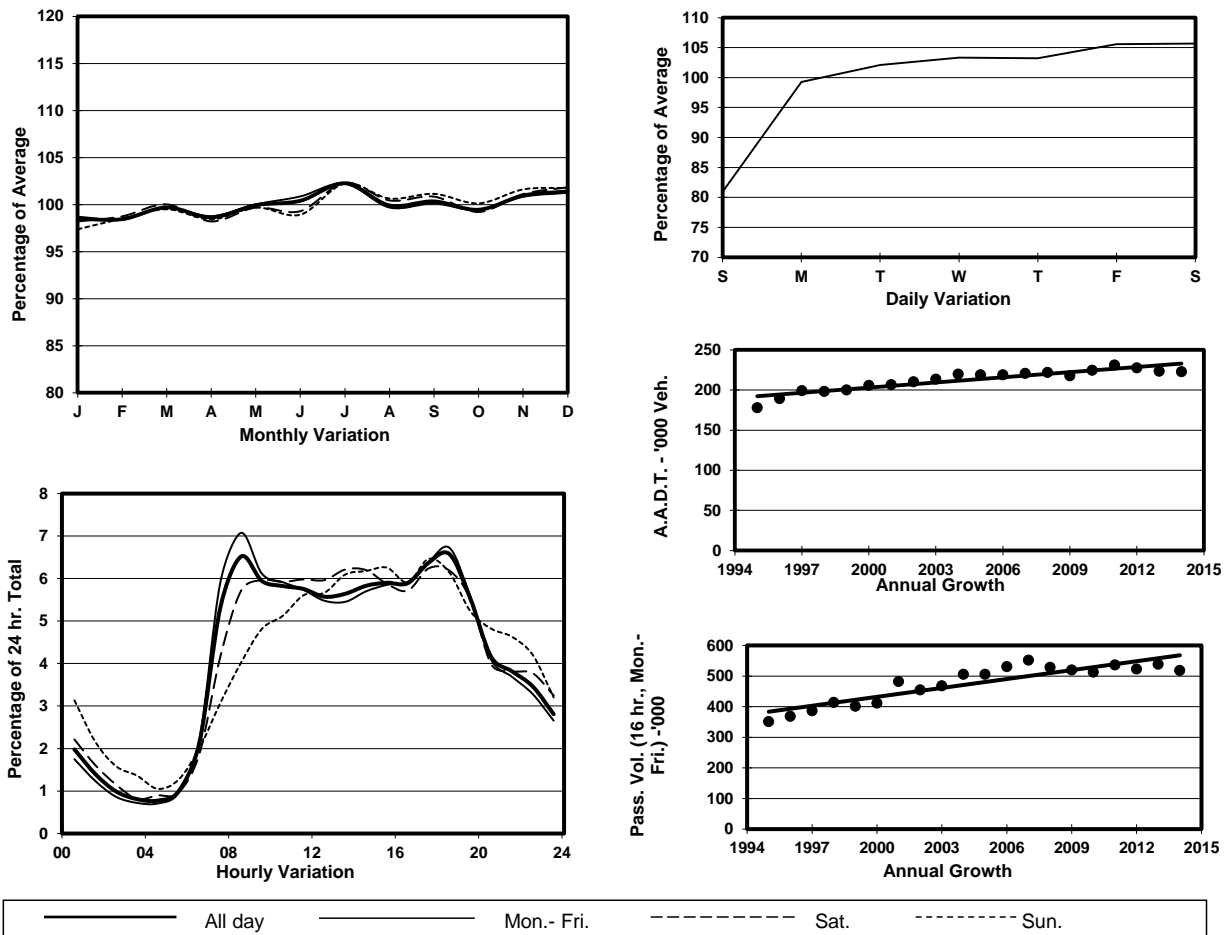 120
115
110
105
100
95
90
85
80
Percentage of Average
J F M A M J J A S O N D
Monthly Variation
110
105
100
95
90
85
80
75
70
Percentage of Average
S M T W T F S
Daily Variation
250
200
150
100
50
0
A.A.D.T. - '000 Veh.
1994 1997 2000 2003 2006 2009 2012 2015
Annual Growth
8
7
6
5
4
3
2
1
0
Percentage of 24 hr. Total
00 04 08 12 16 20 24
Hourly Variation
600
500
400
300
200
100
0
Pass. Vol. (16 hr., Mon.-
Fri.) -'000
1994 1997 2000 2003 2006 2009 2012 2015
Annual Growth
All day Mon.- Fri. Sat. Sun.